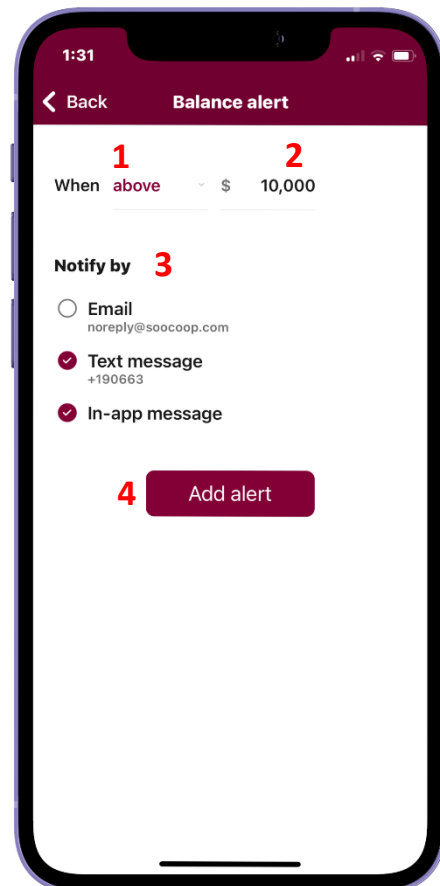 1:31
Back Balance alert
1 2
When above $ 10,000
Notify by 3
Email
noreply@soocoop.com
Text message
+190663
In-app message
4 Add alert